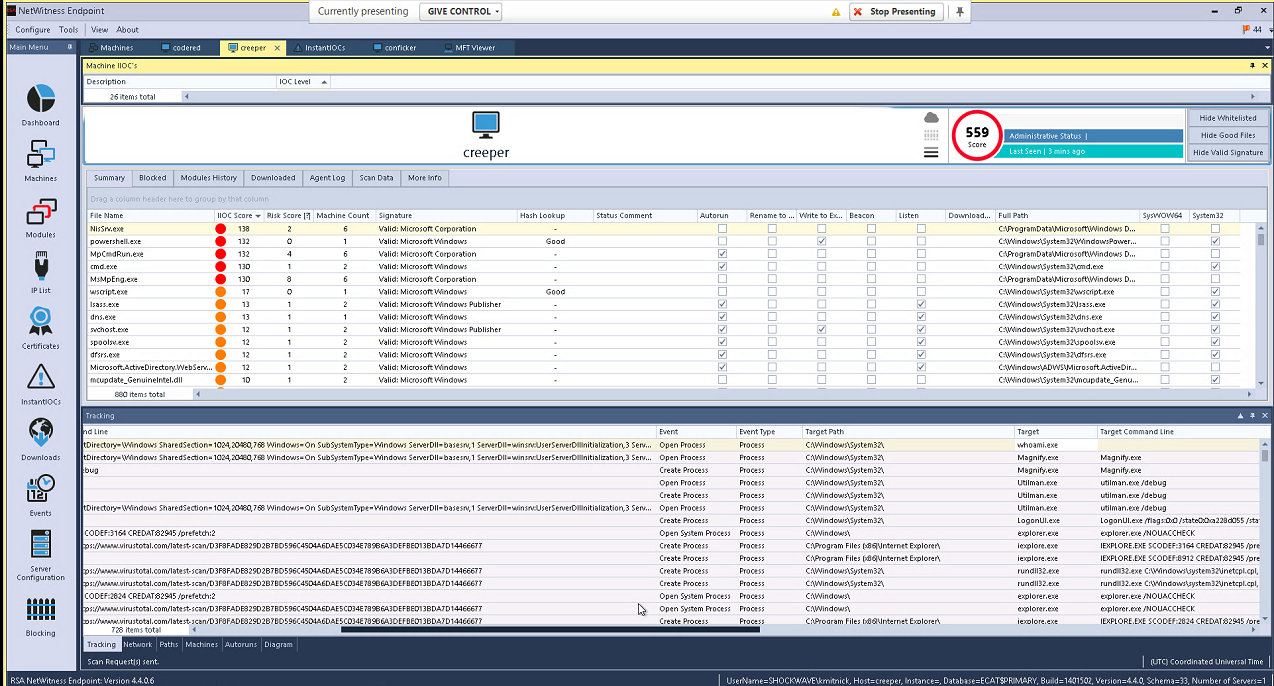 NetWitness Endpoint
Currently presenting GIVE CONTROL Stop Presenting
Configure Tools View About 44
Main Menu Machines codered creeper InstantIOCs conficker MFT Viewer
Machine IIOC's
Description IOC Level
26 items total
creeper
559
Score
Administrative Status |
Last Seen | 3 mins ago
Hide Whitelisted
Hide Good Files
Hide Valid Signature
Dashboard
Machines
Modules
IP List
Certificates
InstantIOCs
Downloads
12
Events
Server
Configuration
Blocking
Summary Blocked Modules History Downloaded Agent Log Scan Data More Info
Drag a column header here to group by that column
File Name IIOC Score Risk Score [?] Machine Count Signature Hash Lookup Status Comment Autorun Rename to ... Write to Ex... Beacon Listen Download... Full Path SysWOW64 System32
NisSrv.exe 138 2 6 Valid: Microsoft Corporation - C:\ProgramData\Microsoft\Windows D...
powershell.exe 132 0 1 Valid: Microsoft Windows Good C:\Windows\System32\WindowsPower...
MpCmdRun.exe 132 4 6 Valid: Microsoft Corporation - C:\ProgramData\Microsoft\Windows D...
cmd.exe 130 1 2 Valid: Microsoft Windows - C:\Windows\System32\cmd.exe
MsMpEng.exe 130 8 6 Valid: Microsoft Corporation - C:\ProgramData\Microsoft\Windows D...
wscript.exe 17 0 1 Valid: Microsoft Windows Good C:\Windows\System32\wscript.exe
lsass.exe 13 1 2 Valid: Microsoft Windows Publisher - C:\Windows\System32\lsass.exe
dns.exe 13 1 2 Valid: Microsoft Windows - C:\Windows\System32\dns.exe
svchost.exe 12 1 2 Valid: Microsoft Windows Publisher - C:\Windows\System32\svchost.exe
spoolsv.exe 12 1 2 Valid: Microsoft Windows - C:\Windows\System32\spoolsv.exe
dfsrs.exe 12 1 2 Valid: Microsoft Windows - C:\Windows\System32\dfsrs.exe
Microsoft.ActiveDirectory.WebServ... 12 1 2 Valid: Microsoft Windows - C:\Windows\ADWS\Microsoft.ActiveDir...
mcupdate_GenuineIntel.dll 10 1 2 Valid: Microsoft Windows - C:\Windows\System32\mcupdate_Genu...
880 items total
Tracking
nd Line Event Event Type Target Path Target Target Command Line
tDirectory=\Windows SharedSection=1024,20480,768 Windows=On SubSystemType=Windows ServerDll=basesrv,1 ServerDll=winsrv:UserServerDllInitialization,3 Serv... Open Process Process C:\Windows\System32\ whoami.exe
tDirectory=\Windows SharedSection=1024,20480,768 Windows=On SubSystemType=Windows ServerDll=basesrv,1 ServerDll=winsrv:UserServerDllInitialization,3 Serv... Open Process Process C:\Windows\System32\ Magnify.exe Magnify.exe
ebug Create Process Process C:\Windows\System32\ Magnify.exe Magnify.exe
Open Process Process C:\Windows\System32\ Utilman.exe utilman.exe /debug
Create Process Process C:\Windows\System32\ Utilman.exe utilman.exe /debug
tDirectory=\Windows SharedSection=1024,20480,768 Windows=On SubSystemType=Windows ServerDll=basesrv,1 ServerDll=winsrv:UserServerDllInitialization,3 Serv... Open Process Process C:\Windows\System32\ Utilman.exe utilman.exe /debug
Create Process Process C:\Windows\System32\ LogonUI.exe LogonUI.exe /flags:0x0 /state0:0xa228d055 /sta
CODEF:3164 CREDAT:82945 /prefetch:2 Open System Process Process C:\Windows\ explorer.exe explorer.exe /NOUACCHECK
:ps://www.virustotal.com/latest-scan/D3F8FADE829D2B7BD596C45D4A6DAE5C034E789B6A3DEFBED13BDA7D14466677 Create Process Process C:\Program Files (x86)\Internet Explorer\ iexplore.exe IEXPLORE.EXE SCODEF:3164 CREDAT:82945 /pre
Create Process Process C:\Program Files (x86)\Internet Explorer\ iexplore.exe IEXPLORE.EXE SCODEF:8912 CREDAT:82945 /pre
:ps://www.virustotal.com/latest-scan/D3F8FADE829D2B7BD596C45D4A6DAE5C034E789B6A3DEFBED13BDA7D14466677 Create Process Process C:\Windows\System32\ rundll32.exe rundll32.exe C:\Windows\system32\inetcpl.cpl,
:ps://www.virustotal.com/latest-scan/D3F8FADE829D2B7BD596C45D4A6DAE5C034E789B6A3DEFBED13BDA7D14466677 Create Process Process C:\Windows\System32\ rundll32.exe rundll32.exe C:\Windows\system32\inetcpl.cpl,
CODEF:2824 CREDAT:82945 /prefetch:2 Open System Process Process C:\Windows\ explorer.exe explorer.exe /NOUACCHECK
:ps://www.virustotal.com/latest-scan/D3F8FADE829D2B7BD596C45D4A6DAE5C034E789B6A3DEFBED13BDA7D14466677 Open System Process Process C:\Windows\ explorer.exe explorer.exe /NOUACCHECK
:ps://www.virustotal.com/latest-scan/D3F8FADE829D2B7BD596C45D4A6DAE5C034E789B6A3DEFBED13BDA7D14466677 Create Process Process C:\Program Files (x86)\Internet Explorer\ iexplore.exe IEXPLORE.EXE SCODEF:2824 CREDAT:82945 /pre
728 items total
Tracking Network Paths Machines Autoruns Diagram
Scan Request(s) sent. (UTC) Coordinated Universal Time
RSA NetWitness Endpoint: Version 4.4.0.6 UserName=SHOCKWAVE\kmitnick, Host=creeper, Instance=, Database=ECAT$PRIMARY, Build=1401502, Version=4.4.0, Schema=33, Number of Servers=1